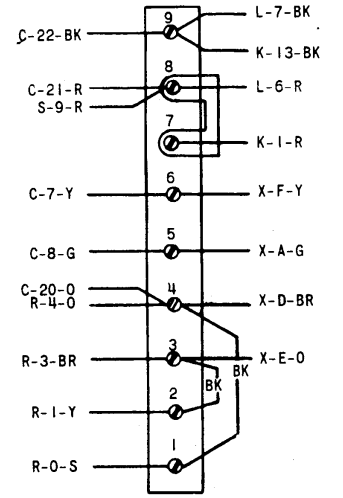 9
L-7-BK
C-22-BK
K-13-BK
8
C-21-R
L-6-R
S-9-R
7
K-1-R
6
C-7-Y
X-F-Y
5
C-8-G
X-A-G
C-20-O
4
R-4-O
X-D-BR
3
R-3-BR
X-E-O
BK
BK
2
R-1-Y
1
R-0-S